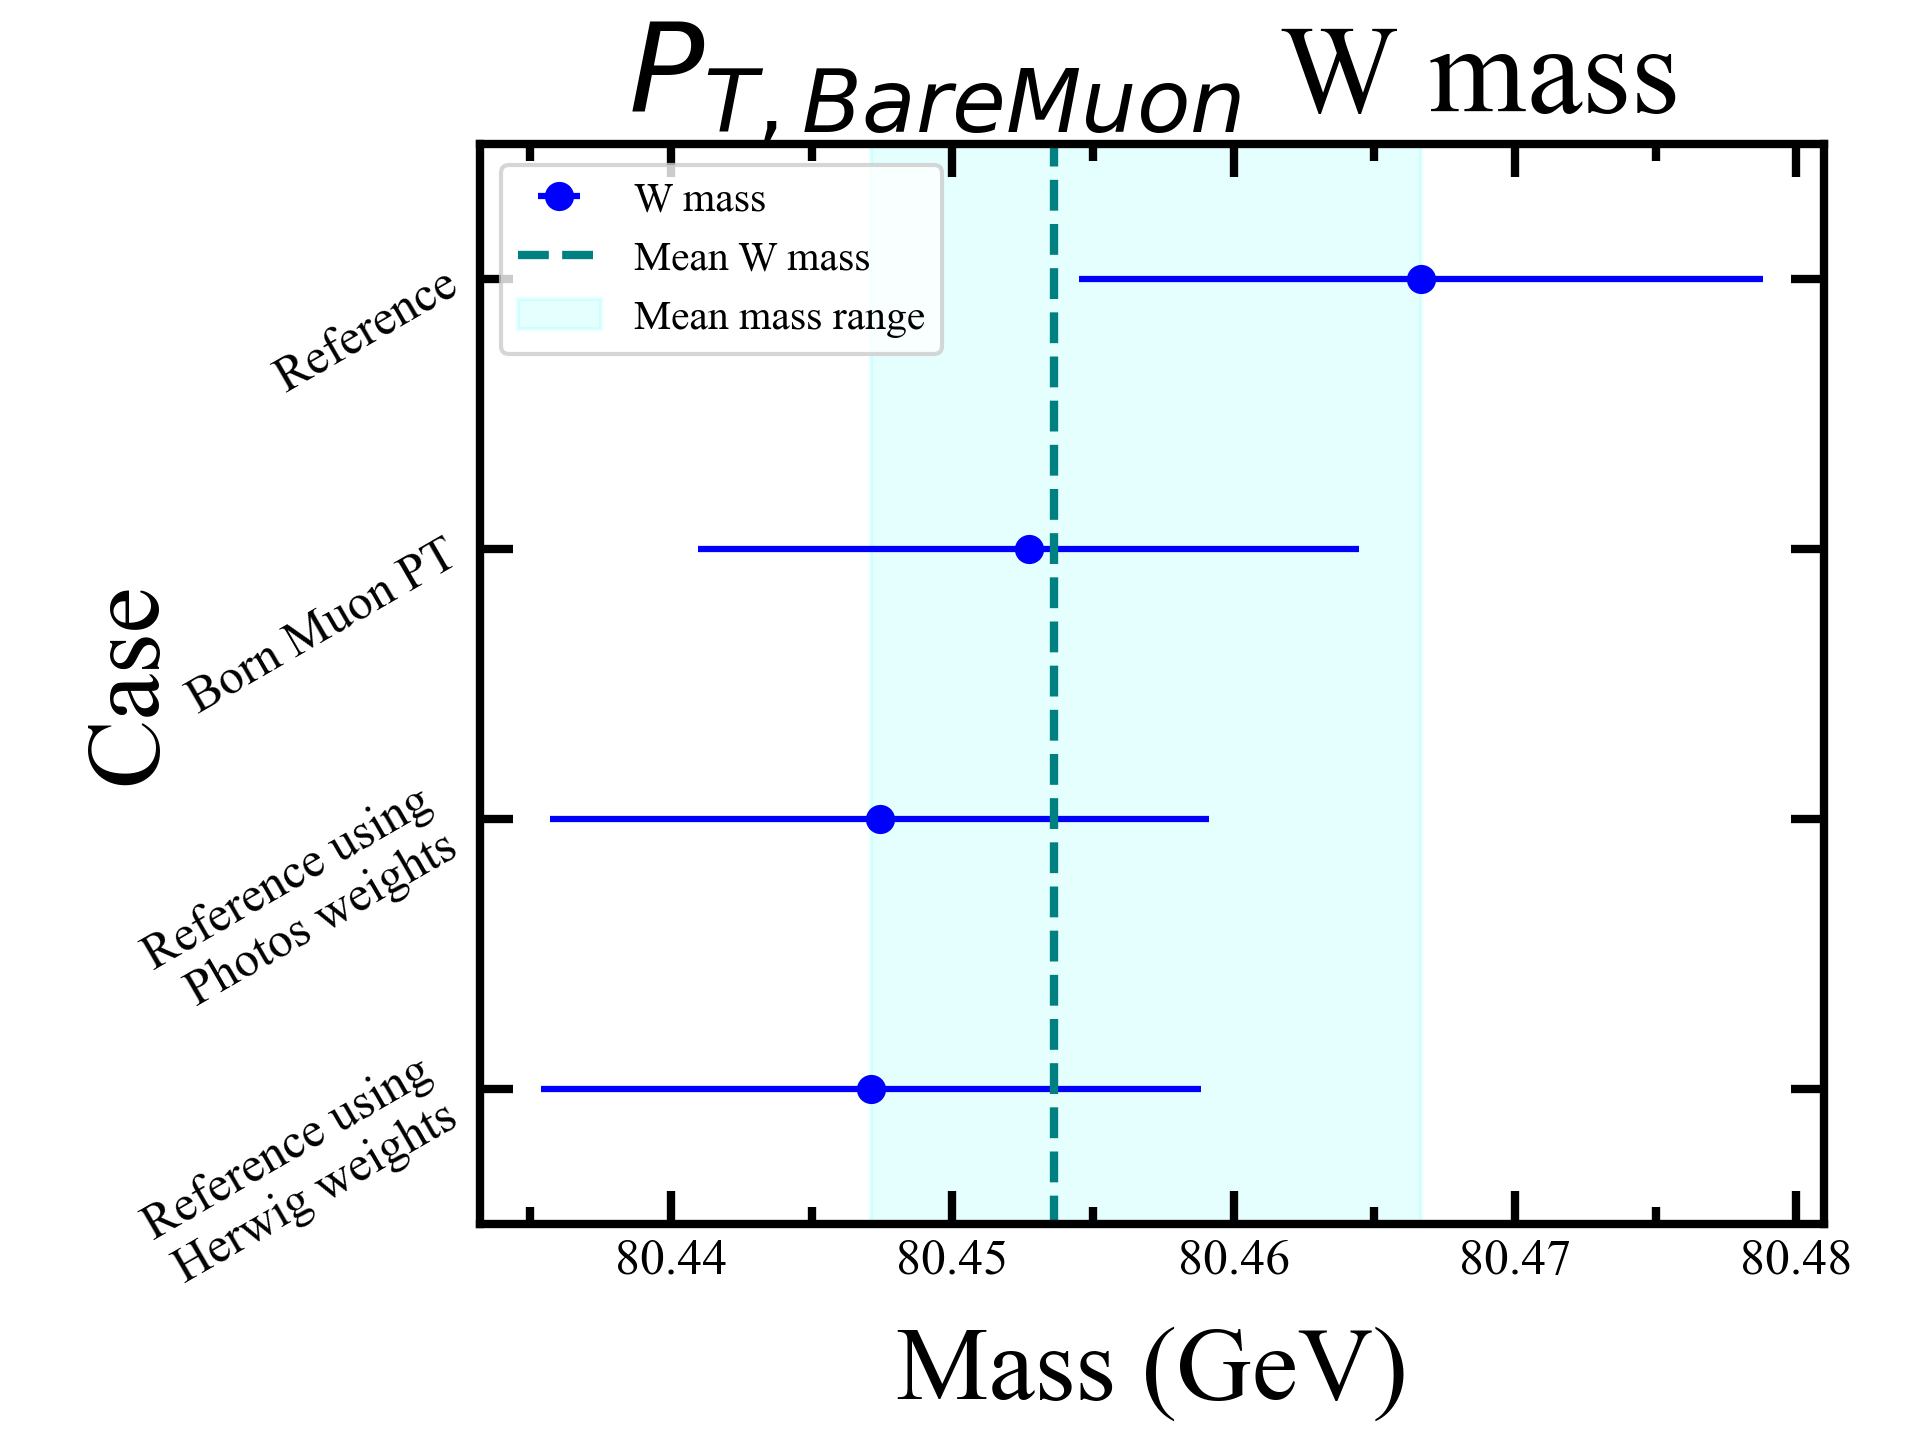 P_{T, BareMuon} W mass
W mass
Mean W mass
Mean mass range
Case
Reference
Born Muon PT
Reference using
Photos weights
Reference using
Herwig weights
80.44 80.45 80.46 80.47 80.48
Mass (GeV)